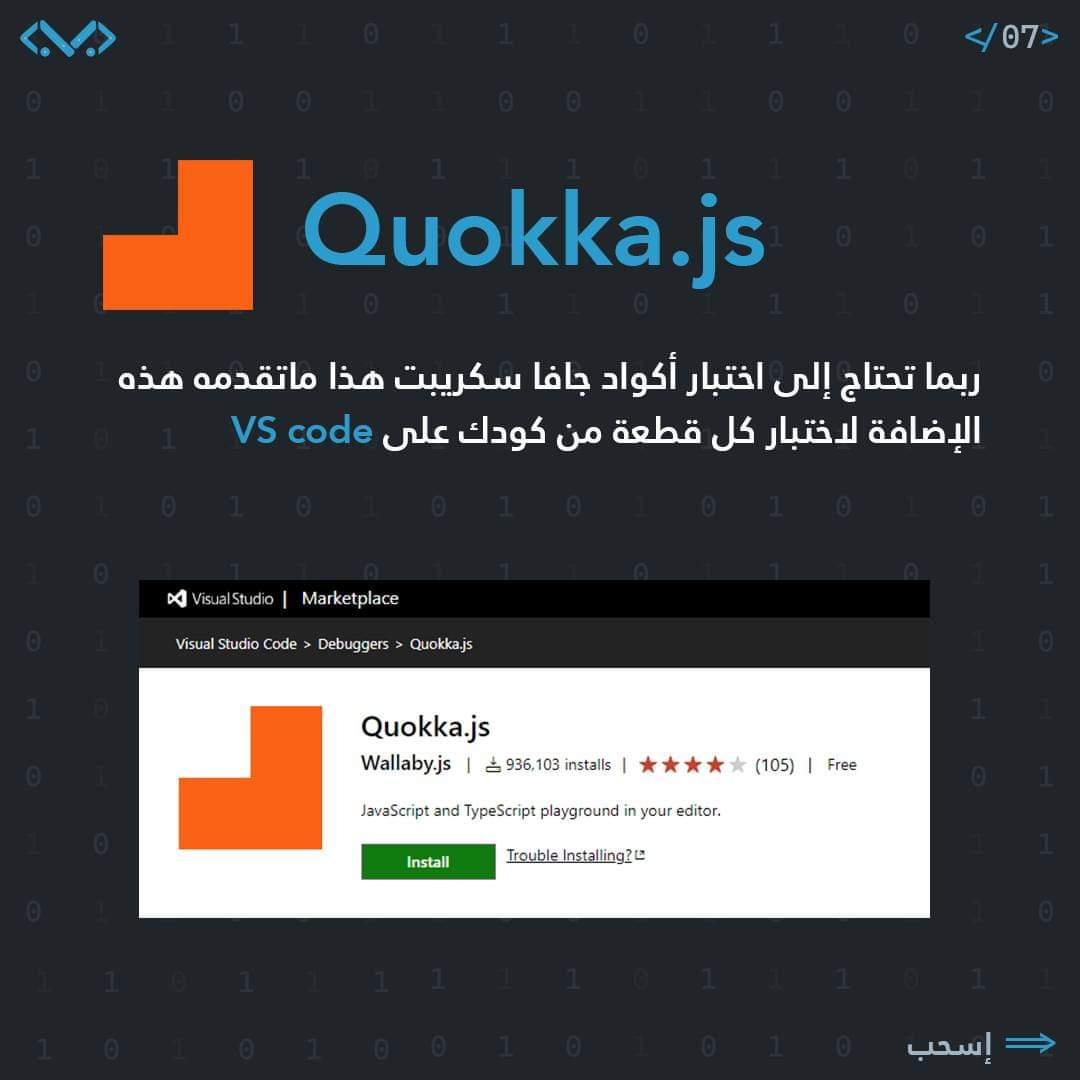 </07>
Quokka.js
ربما تحتاج إلى اختبار أكواد جافا سكريبت هذا ماتقدمه هذه
الإضافة لاختبار كل قطعة من كودك على VS code
Visual Studio | Marketplace
Visual Studio Code > Debuggers > Quokka.js
Quokka.js
Wallaby.js | 936,103 installs | (105) | Free
JavaScript and TypeScript playground in your editor.
Install Trouble Installing?
إسحب